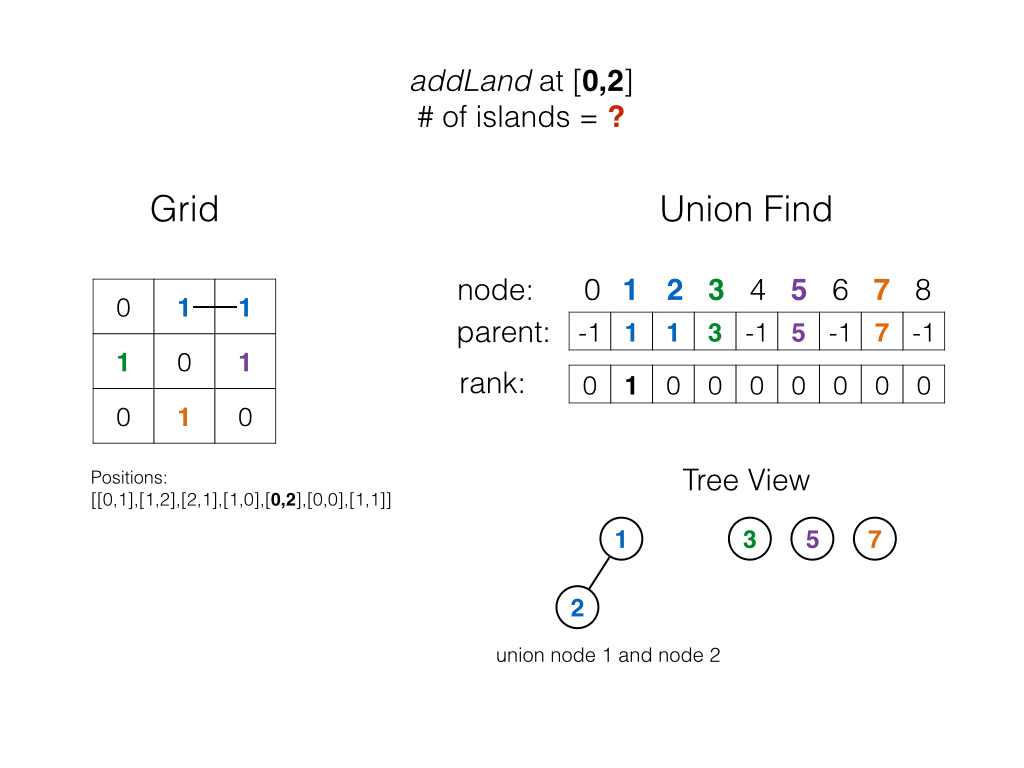 addLand at [0,2]
# of islands = ?
Grid
Union Find
0 1 1
1 0 1
0 1 0
node: 0 1 2 3 4 5 6 7 8
parent: -1 1 1 3 -1 5 -1 7 -1
rank: 0 1 0 0 0 0 0 0 0
Positions:
[[0,1],[1,2],[2,1],[1,0],[0,2],[0,0],[1,1]]
Tree View
1 3 5 7
2
union node 1 and node 2